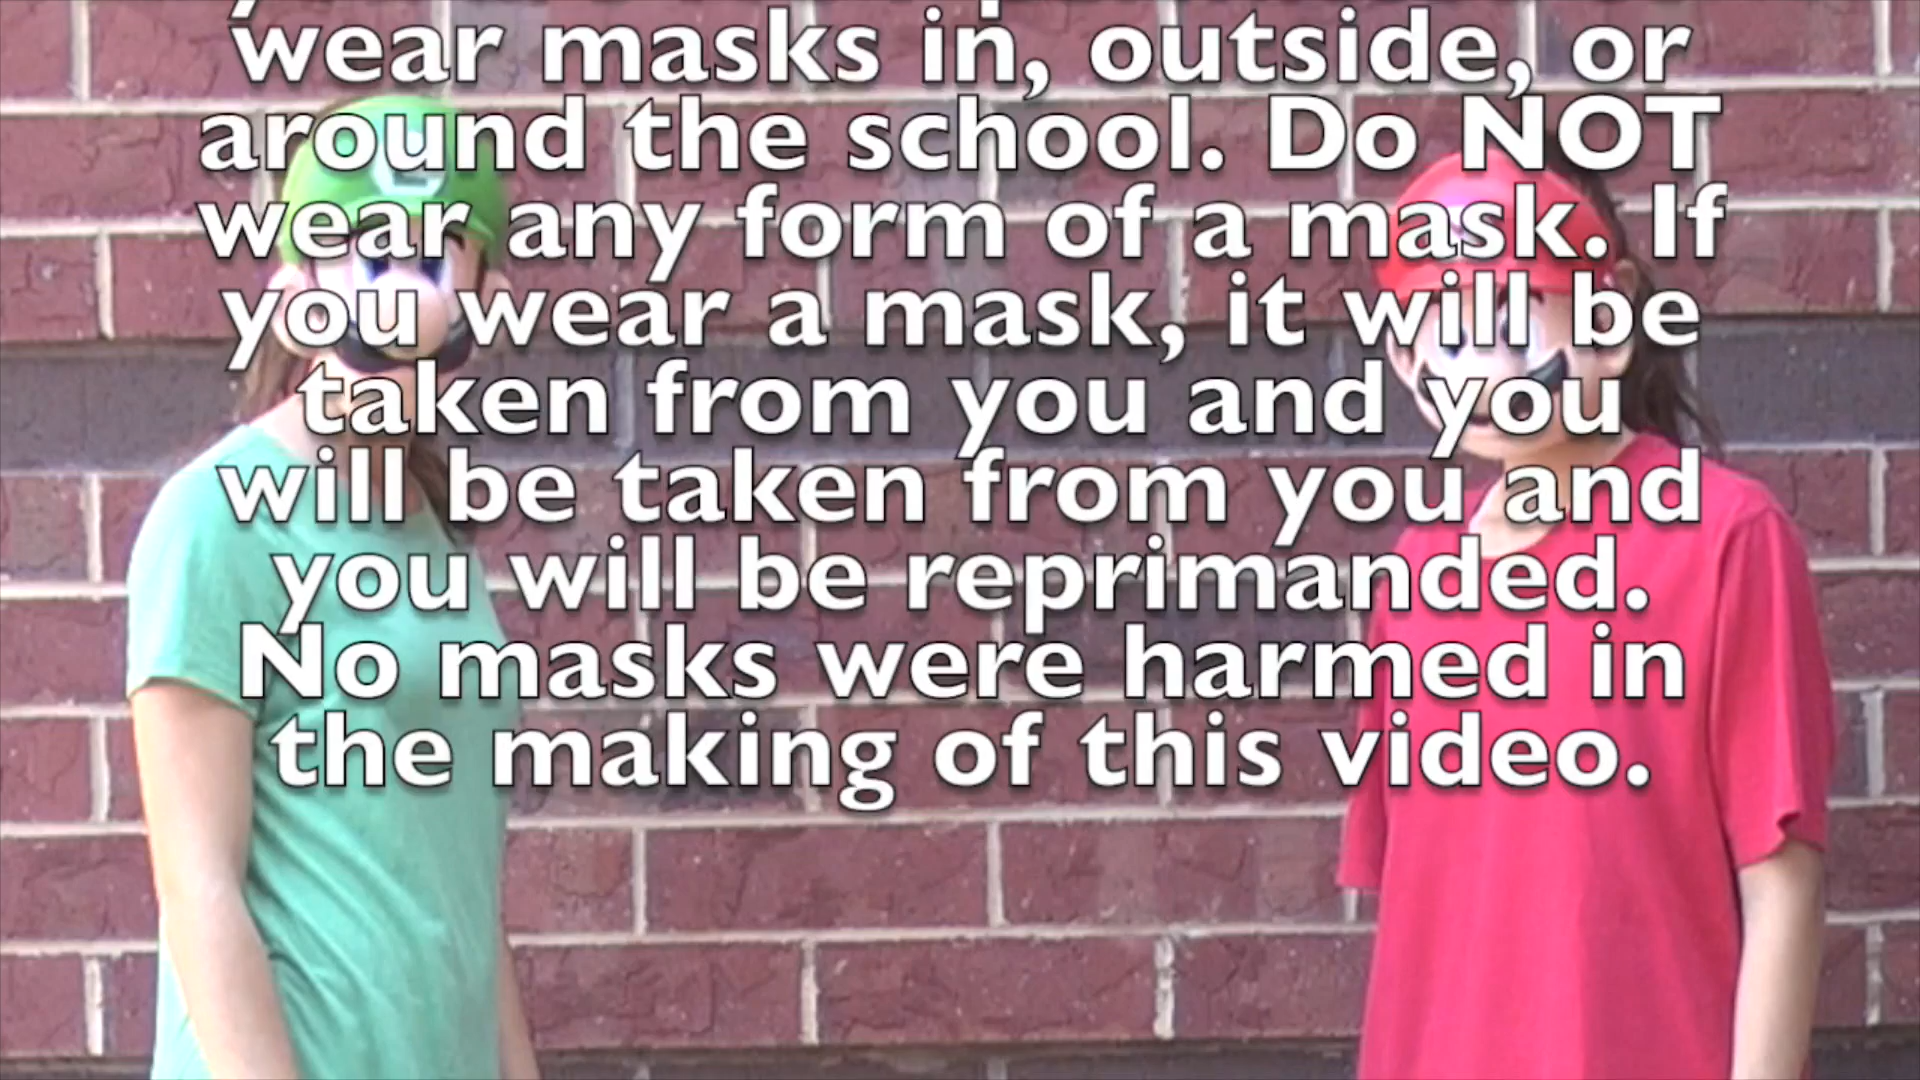 wear masks in, outside, or
around the school. Do NOT
wear any form of a mask. If
you wear a mask, it will be
taken from you and you
will be taken from you and
you will be reprimanded.
No masks were harmed in
the making of this video.
L